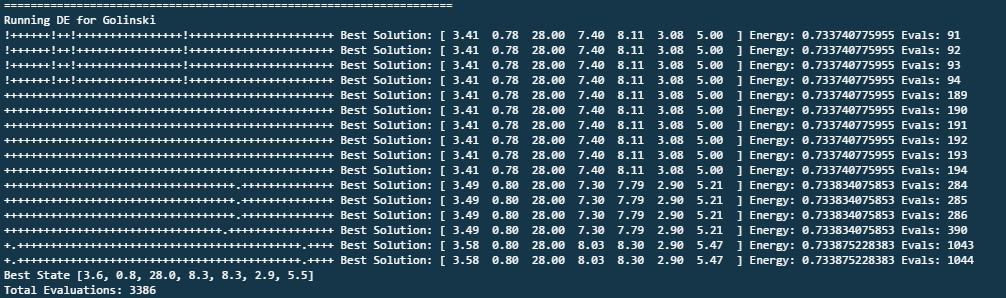 ====================================================================
Running DE for Golinski
!++++++!++!++++++++++++++++!++++++++++++++++++++++ Best Solution: [ 3.41 0.78 28.00 7.40 8.11 3.08 5.00 ] Energy: 0.733740775955 Evals: 91
!++++++!++!++++++++++++++++!++++++++++++++++++++++ Best Solution: [ 3.41 0.78 28.00 7.40 8.11 3.08 5.00 ] Energy: 0.733740775955 Evals: 92
!++++++!++!++++++++++++++++!++++++++++++++++++++++ Best Solution: [ 3.41 0.78 28.00 7.40 8.11 3.08 5.00 ] Energy: 0.733740775955 Evals: 93
!++++++!++!++++++++++++++++!++++++++++++++++++++++ Best Solution: [ 3.41 0.78 28.00 7.40 8.11 3.08 5.00 ] Energy: 0.733740775955 Evals: 94
++++++++++++++++++++++++++++++++++++++++++++++++++ Best Solution: [ 3.41 0.78 28.00 7.40 8.11 3.08 5.00 ] Energy: 0.733740775955 Evals: 189
++++++++++++++++++++++++++++++++++++++++++++++++++ Best Solution: [ 3.41 0.78 28.00 7.40 8.11 3.08 5.00 ] Energy: 0.733740775955 Evals: 190
++++++++++++++++++++++++++++++++++++++++++++++++++ Best Solution: [ 3.41 0.78 28.00 7.40 8.11 3.08 5.00 ] Energy: 0.733740775955 Evals: 191
++++++++++++++++++++++++++++++++++++++++++++++++++ Best Solution: [ 3.41 0.78 28.00 7.40 8.11 3.08 5.00 ] Energy: 0.733740775955 Evals: 192
++++++++++++++++++++++++++++++++++++++++++++++++++ Best Solution: [ 3.41 0.78 28.00 7.40 8.11 3.08 5.00 ] Energy: 0.733740775955 Evals: 193
++++++++++++++++++++++++++++++++++++++++++++++++++ Best Solution: [ 3.41 0.78 28.00 7.40 8.11 3.08 5.00 ] Energy: 0.733740775955 Evals: 194
+++++++++++++++++++++++++++++++++++.++++++++++++++ Best Solution: [ 3.49 0.80 28.00 7.30 7.79 2.90 5.21 ] Energy: 0.733834075853 Evals: 284
+++++++++++++++++++++++++++++++++++.++++++++++++++ Best Solution: [ 3.49 0.80 28.00 7.30 7.79 2.90 5.21 ] Energy: 0.733834075853 Evals: 285
+++++++++++++++++++++++++++++++++++.++++++++++++++ Best Solution: [ 3.49 0.80 28.00 7.30 7.79 2.90 5.21 ] Energy: 0.733834075853 Evals: 286
+++++++++++++++++++++++++++++++++.++++++++++++++++ Best Solution: [ 3.49 0.80 28.00 7.30 7.79 2.90 5.21 ] Energy: 0.733834075853 Evals: 390
+.+++++++++++++++++++++++++++++++++++++++++++.++++ Best Solution: [ 3.58 0.80 28.00 8.03 8.30 2.90 5.47 ] Energy: 0.733875228383 Evals: 1043
+.+++++++++++++++++++++++++++++++++++++++++++.++++ Best Solution: [ 3.58 0.80 28.00 8.03 8.30 2.90 5.47 ] Energy: 0.733875228383 Evals: 1044
Best State [3.6, 0.8, 28.0, 8.3, 8.3, 2.9, 5.5]
Total Evaluations: 3386